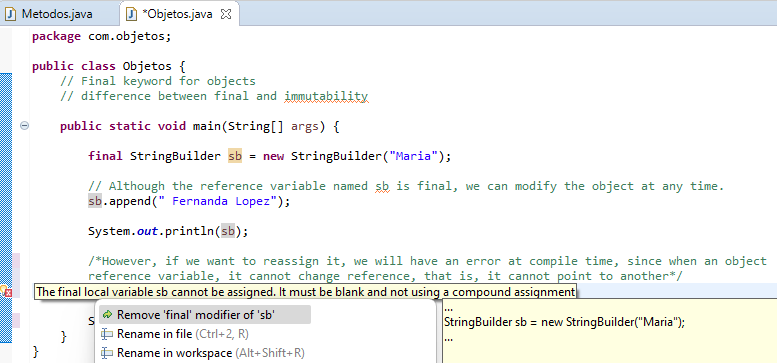 Metodos.java
*Objetos.java
package com.objetos;
public class Objetos {
// Final keyword for objects
// difference between final and immutability
public static void main(String[] args) {
final StringBuilder sb = new StringBuilder("Maria");
// Although the reference variable named sb is final, we can modify the object at any time.
sb.append(" Fernanda Lopez");
System.out.println(sb);
/*However, if we want to reassign it, we will have an error at compile time, since when an object
reference variable, it cannot change reference, that is, it cannot point to another*/
The final local variable sb cannot be assigned. It must be blank and not using a compound assignment
S
Remove 'final' modifier of 'sb'
Rename in file (Ctrl+2, R)
Rename in workspace (Alt+Shift+R)
...
StringBuilder sb = new StringBuilder("Maria");
...
}
}